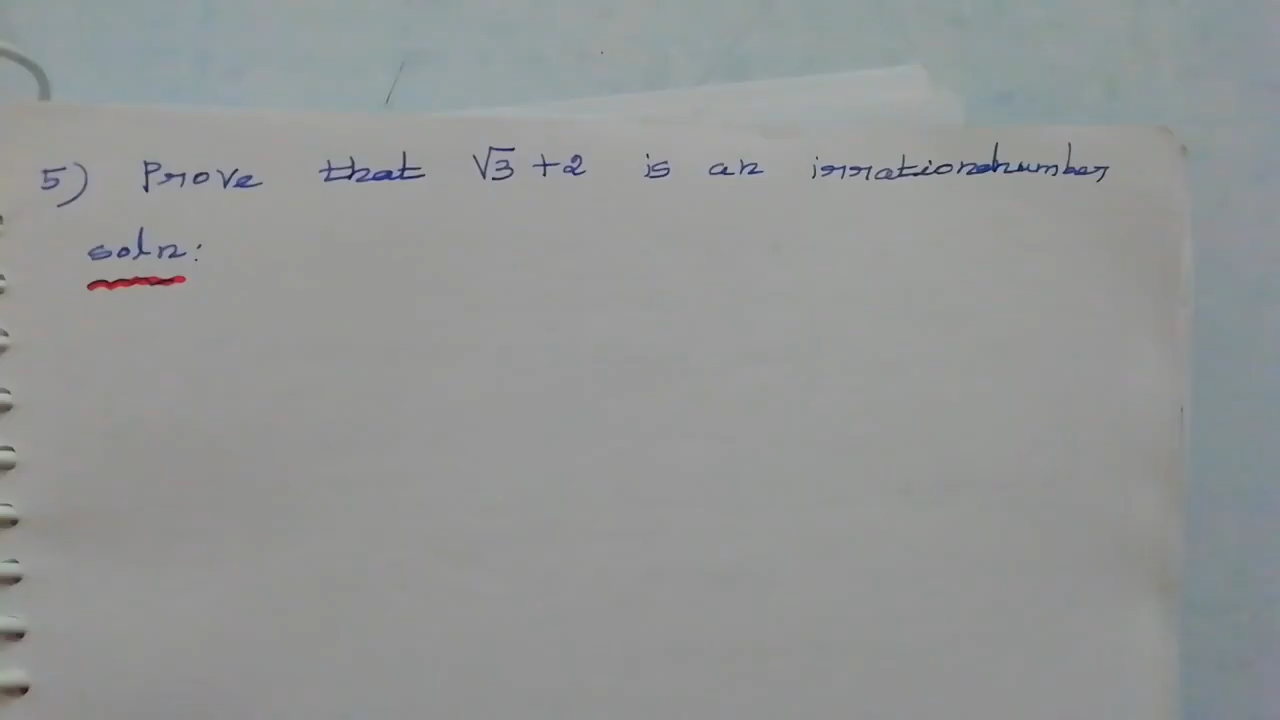 5) Prove that √3 + 2 is an irrational number
soln: